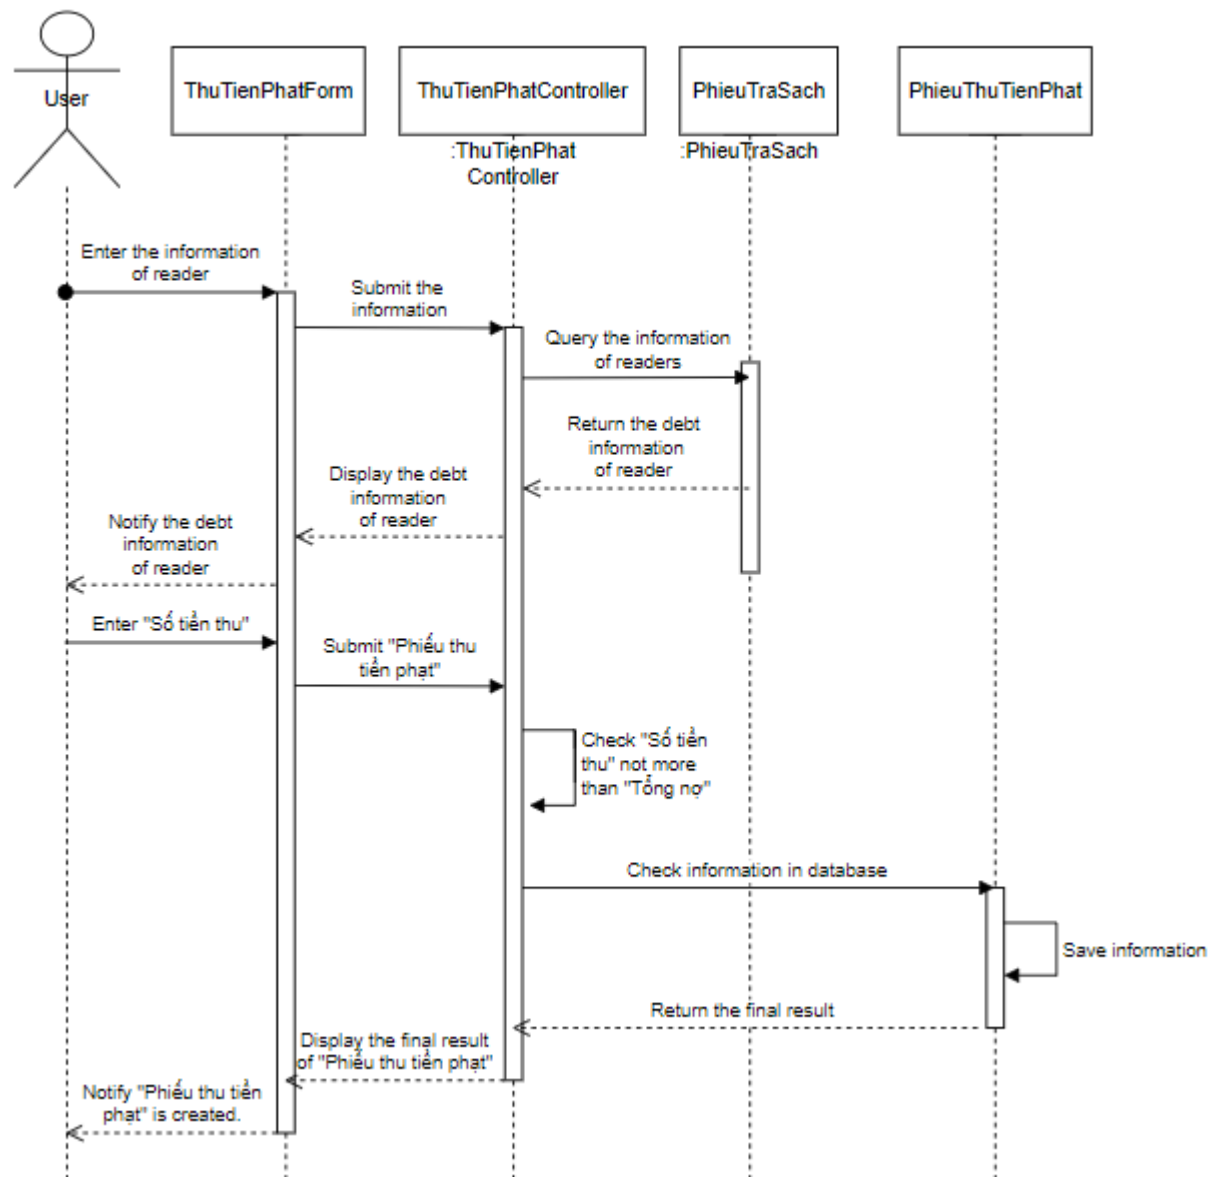 User
ThuTienPhatForm
ThuTienPhatController
PhieuTraSach
PhieuThuTienPhat
:ThuTienPhat
Controller
:PhieuTraSach
Enter the information
of reader
Submit the
information
Query the information
of readers
Return the debt
information
of reader
Display the debt
information
of reader
Notify the debt
information
of reader
Enter "Số tiền thu"
Submit "Phiếu thu
tiền phạt"
Check "Số tiền
thu" not more
than "Tổng nợ"
Check information in database
Save information
Return the final result
Display the final result
of "Phiếu thu tiền phạt"
Notify "Phiếu thu tiền
phạt" is created.